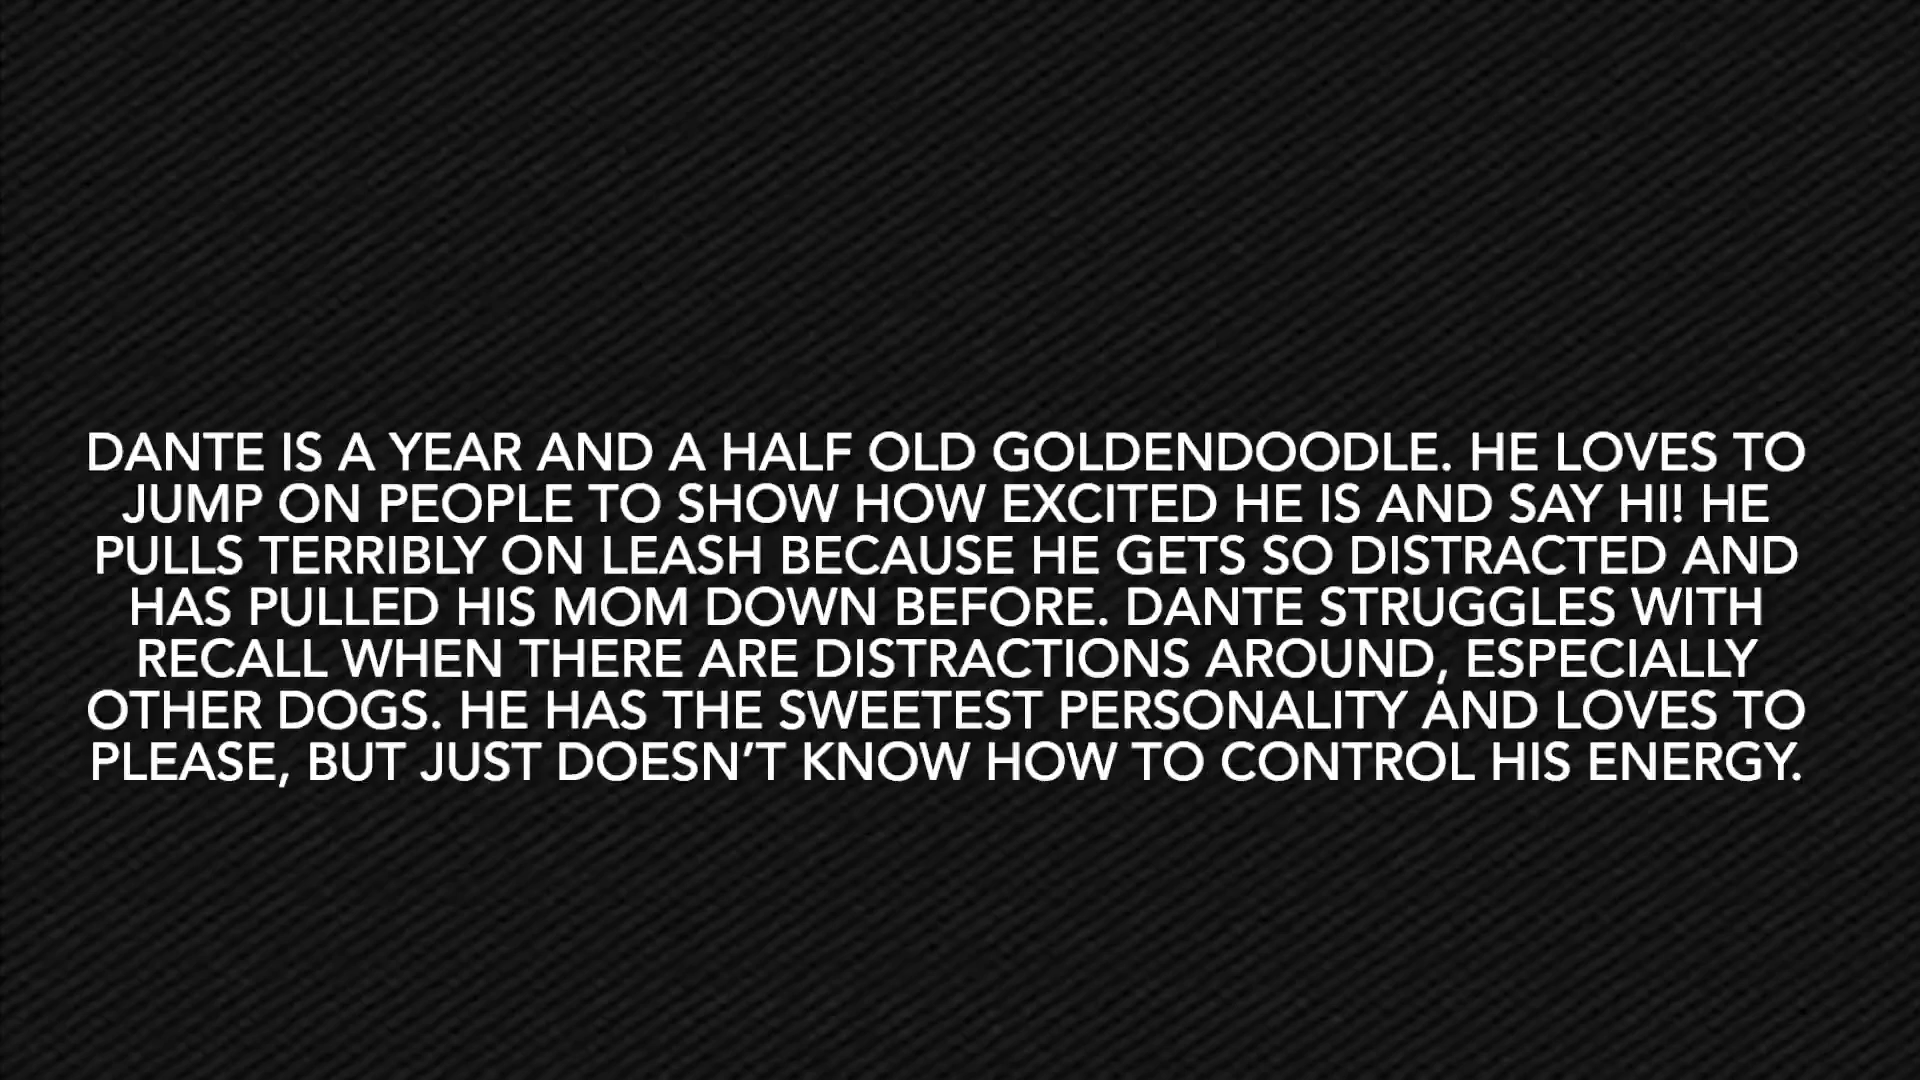 DANTE IS A YEAR AND A HALF OLD GOLDENDOODLE. HE LOVES TO
JUMP ON PEOPLE TO SHOW HOW EXCITED HE IS AND SAY HI! HE
PULLS TERRIBLY ON LEASH BECAUSE HE GETS SO DISTRACTED AND
HAS PULLED HIS MOM DOWN BEFORE. DANTE STRUGGLES WITH
RECALL WHEN THERE ARE DISTRACTIONS AROUND, ESPECIALLY
OTHER DOGS. HE HAS THE SWEETEST PERSONALITY AND LOVES TO
PLEASE, BUT JUST DOESN’T KNOW HOW TO CONTROL HIS ENERGY.